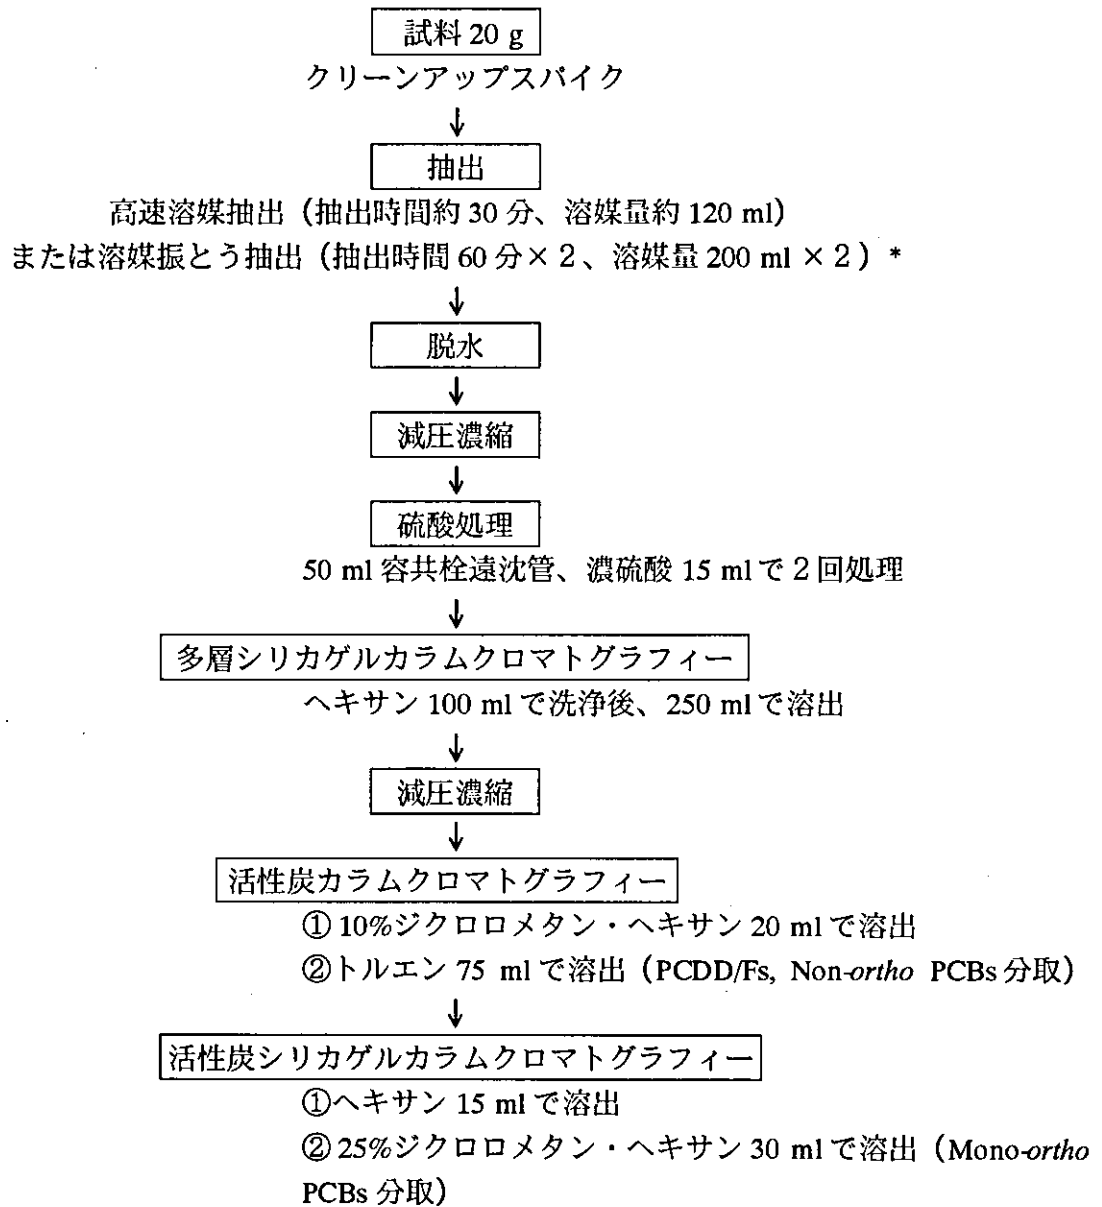 試料 20 g
クリーンアップスパイク
↓
抽出
高速溶媒抽出（抽出時間約 30 分、溶媒量約 120 ml）
または溶媒振とう抽出（抽出時間 60 分×２、溶媒量 200 ml ×２）*
↓
脱水
↓
減圧濃縮
↓
硫酸処理
50 ml 容共栓遠沈管、濃硫酸 15 ml で２回処理
↓
多層シリカゲルカラムクロマトグラフィー
ヘキサン 100 ml で洗浄後、250 ml で溶出
↓
減圧濃縮
↓
活性炭カラムクロマトグラフィー
① 10%ジクロロメタン・ヘキサン 20 ml で溶出
②トルエン 75 ml で溶出（PCDD/Fs, Non-ortho PCBs 分取）
↓
活性炭シリカゲルカラムクロマトグラフィー
①ヘキサン 15 ml で溶出
② 25%ジクロロメタン・ヘキサン 30 ml で溶出（Mono-ortho
PCBs 分取）